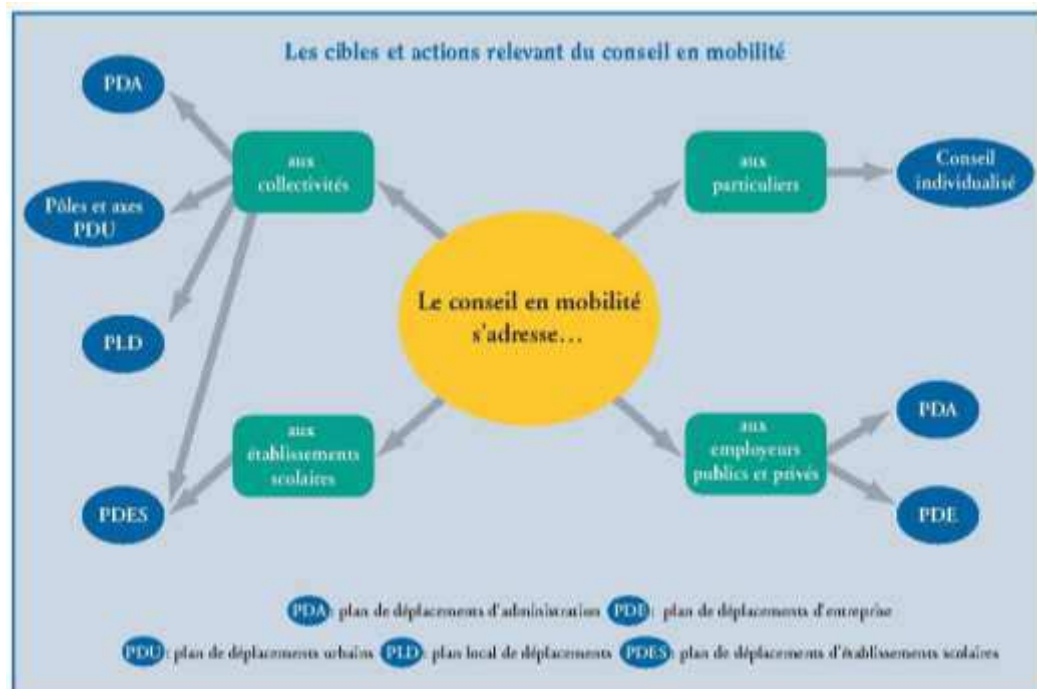 Les cibles et actions relevant du conseil en mobilité
PDA
aux
collectivités
aux
particuliers
Conseil
individualisé
Pôles et axes
PDU
Le conseil en mobilité
s'adresse...
PLD
aux
établissements
scolaires
aux
employeurs
publics et privés
PDA
PDES
PDE
PDA : plan de déplacements d'administration PDE : plan de déplacements d'entreprise
PDU : plan de déplacements urbains PLD : plan local de déplacements PDES : plan de déplacements d'établissements scolaires